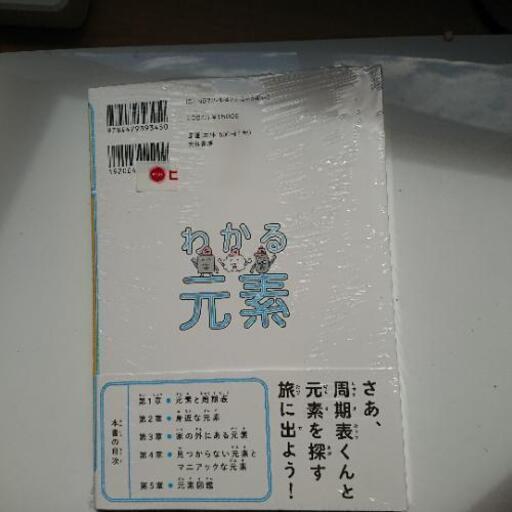 9784479393450
わかる
元素
さあ、
周期表くんと
元素を探す
旅に出よう!
本書の目次
第1章 ● 元素と周期表
第2章 ● 身近な元素
第3章 ● 家の外にある元素
第4章 ● 見つからない元素と
マニアックな元素
第5章 ● 元素図鑑